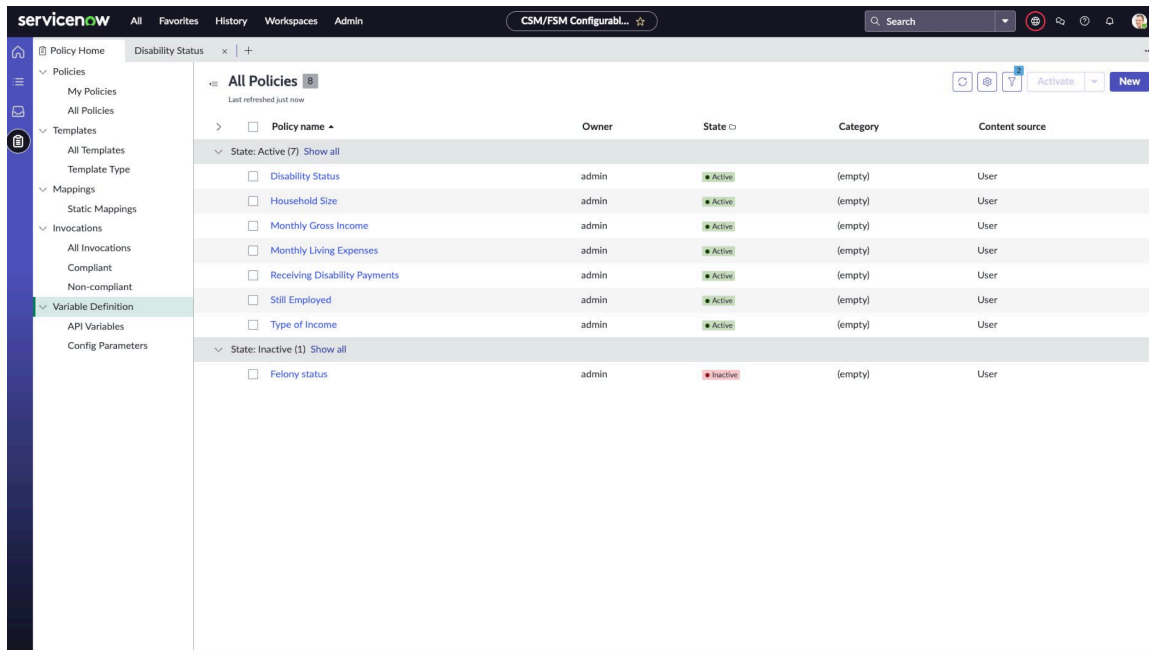 servicenow All Favorites History Workspaces Admin CSM/FSM Configurabl... Search
Policy Home Disability Status × +
Policies
My Policies
All Policies
Templates
All Templates
Template Type
Mappings
Static Mappings
Invocations
All Invocations
Compliant
Non-compliant
Variable Definition
API Variables
Config Parameters
All Policies 8
Last refreshed just now
2
Activate New
Policy name Owner State Category Content source
State: Active (7) Show all
Disability Status admin Active (empty) User
Household Size admin Active (empty) User
Monthly Gross Income admin Active (empty) User
Monthly Living Expenses admin Active (empty) User
Receiving Disability Payments admin Active (empty) User
Still Employed admin Active (empty) User
Type of Income admin Active (empty) User
State: Inactive (1) Show all
Felony status admin Inactive (empty) User